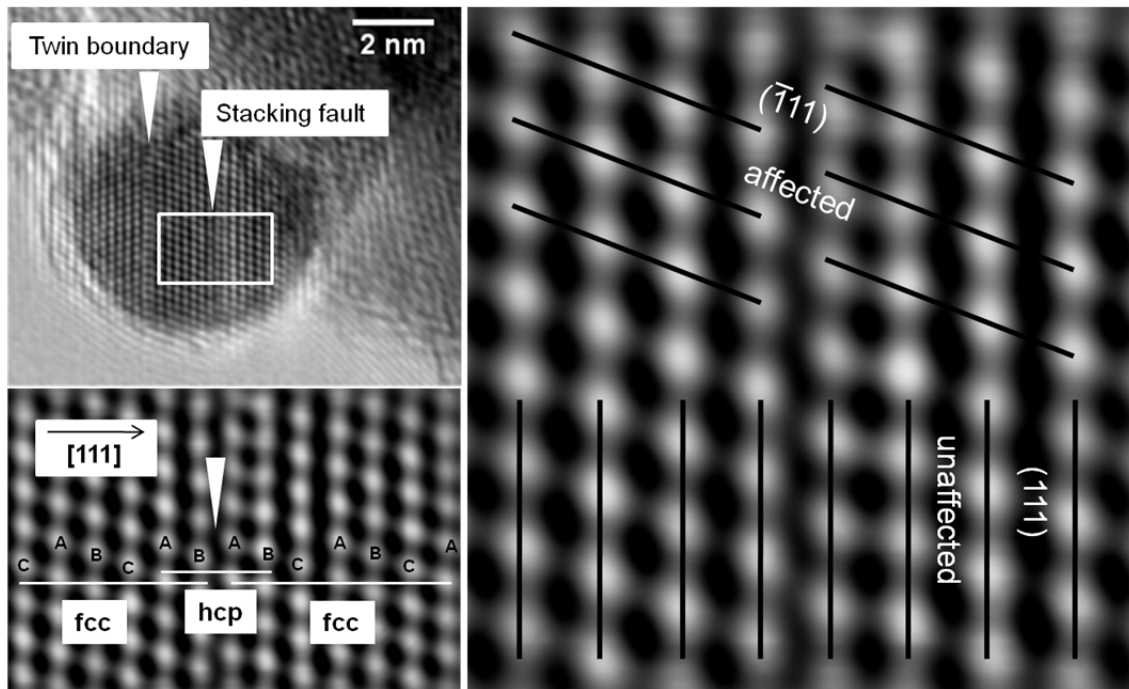 Twin boundary
2 nm
Stacking fault
[111]
C A B C A B A B C A B C A
fcc
hcp
fcc
(1̅11)
affected
unaffected
(111)